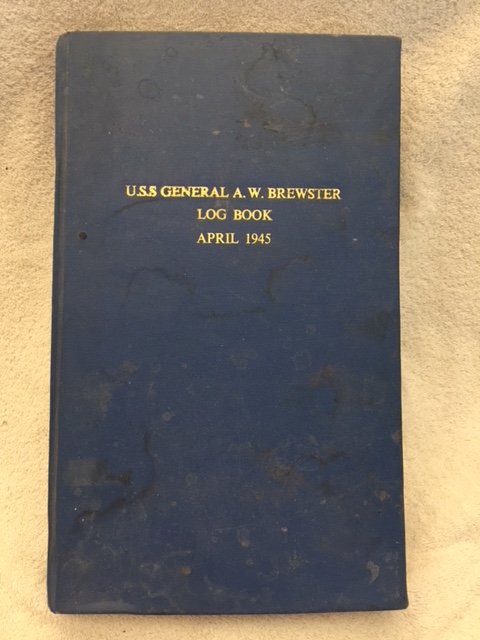 U.S.S GENERAL A. W. BREWSTER
LOG BOOK
APRIL 1945